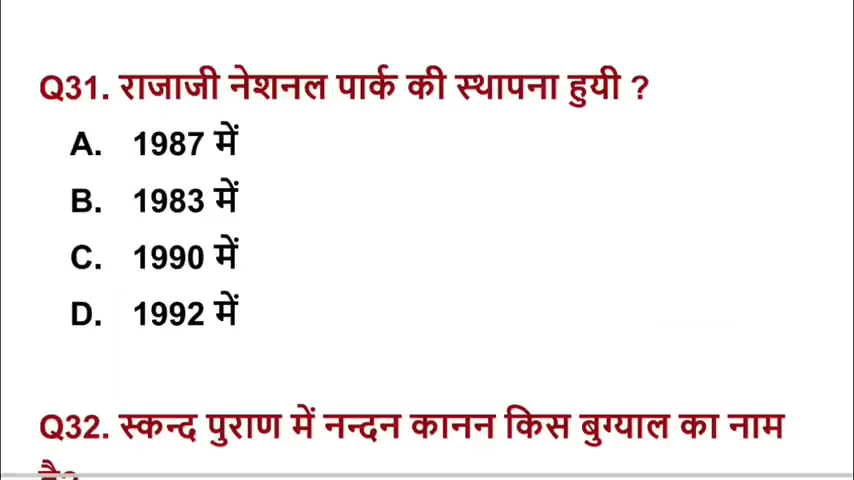 Q31. राजाजी नेशनल पार्क की स्थापना हुयी ?
A. 1987 में
B. 1983 में
C. 1990 में
D. 1992 में
Q32. स्कन्द पुराण में नन्दन कानन किस बुग्याल का नाम